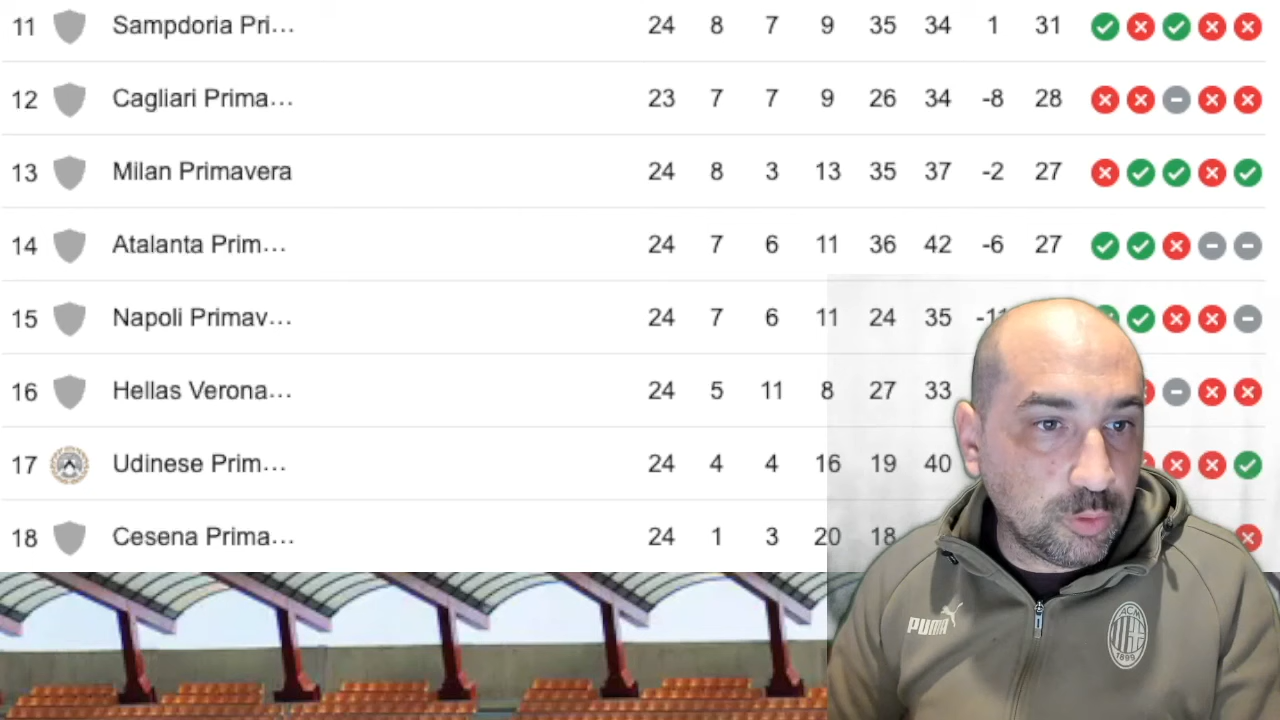 11 Sampdoria Pri... 24 8 7 9 35 34 1 31
12 Cagliari Prima... 23 7 7 9 26 34 -8 28
13 Milan Primavera 24 8 3 13 35 37 -2 27
14 Atalanta Prim... 24 7 6 11 36 42 -6 27
15 Napoli Primav... 24 7 6 11 24 35
16 Hellas Verona... 24 5 11 8 27 33
17 Udinese Prim... 24 4 4 16 19 40
18 Cesena Prima... 24 1 3 20 18
PUMA
ACM
1899